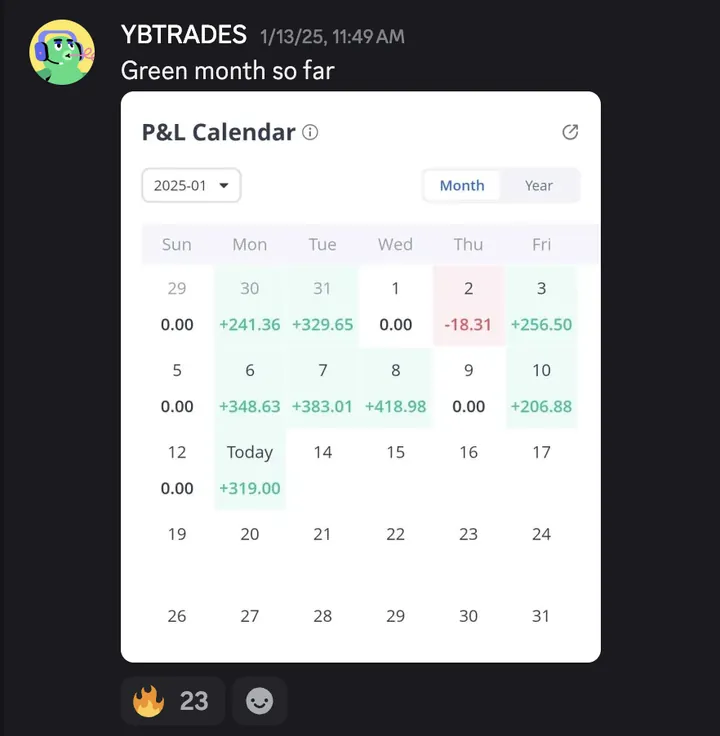 YBTRADES 1/13/25, 11:49 AM
Green month so far
P&L Calendar
2025-01 Month Year
Sun Mon Tue Wed Thu Fri
29 30 31 1 2 3
0.00 +241.36 +329.65 0.00 -18.31 +256.50
5 6 7 8 9 10
0.00 +348.63 +383.01 +418.98 0.00 +206.88
12 Today 14 15 16 17
0.00 +319.00
19 20 21 22 23 24
26 27 28 29 30 31
23